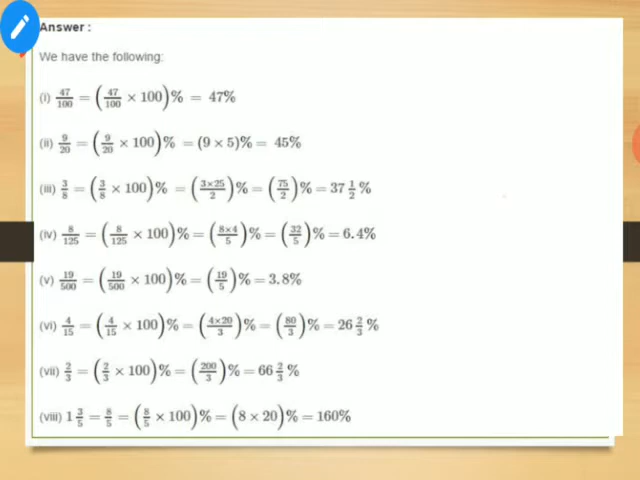 Answer :
We have the following:
(i) 47/100 = (47/100 × 100)% = 47%
(ii) 9/20 = (9/20 × 100)% = (9 × 5)% = 45%
(iii) 3/8 = (3/8 × 100)% = (3×25/2)% = (75/2)% = 37 1/2 %
(iv) 8/125 = (8/125 × 100)% = (8×4/5)% = (32/5)% = 6.4%
(v) 19/500 = (19/500 × 100)% = (19/5)% = 3.8%
(vi) 4/15 = (4/15 × 100)% = (4×20/3)% = (80/3)% = 26 2/3 %
(vii) 2/3 = (2/3 × 100)% = (200/3)% = 66 2/3 %
(viii) 1 3/5 = 8/5 = (8/5 × 100)% = (8 × 20)% = 160%